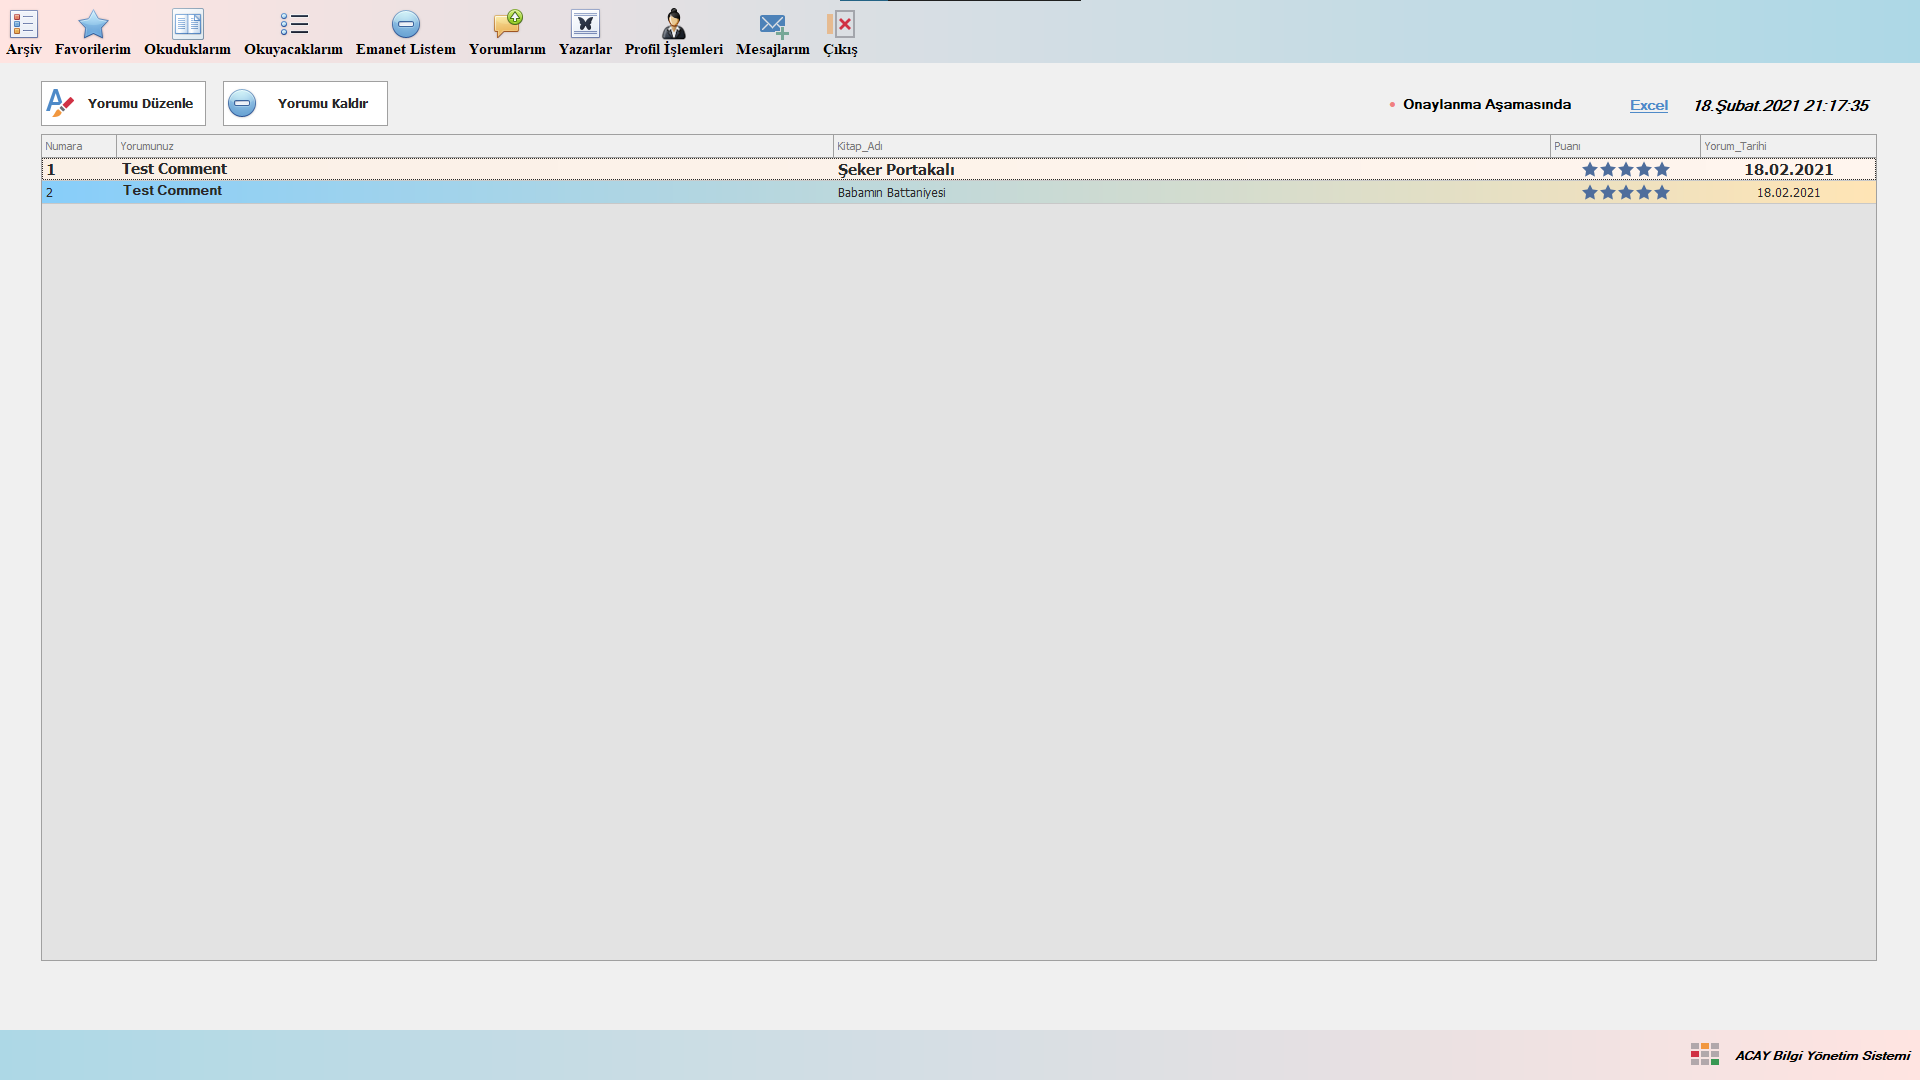 Arşiv Favorilerim Okuduklarım Okuyacaklarım Emanet Listem Yorumlarım Yazarlar Profil İşlemleri Mesajlarım Çıkış
Yorumu Düzenle Yorumu Kaldır • Onaylanma Aşamasında Excel 18.Şubat.2021 21:17:35
Numara Yorumunuz Kitap_Adı Puanı Yorum_Tarihi
1 Test Comment Şeker Portakalı 18.02.2021
2 Test Comment Babamın Battaniyesi 18.02.2021
ACAY Bilgi Yönetim Sistemi